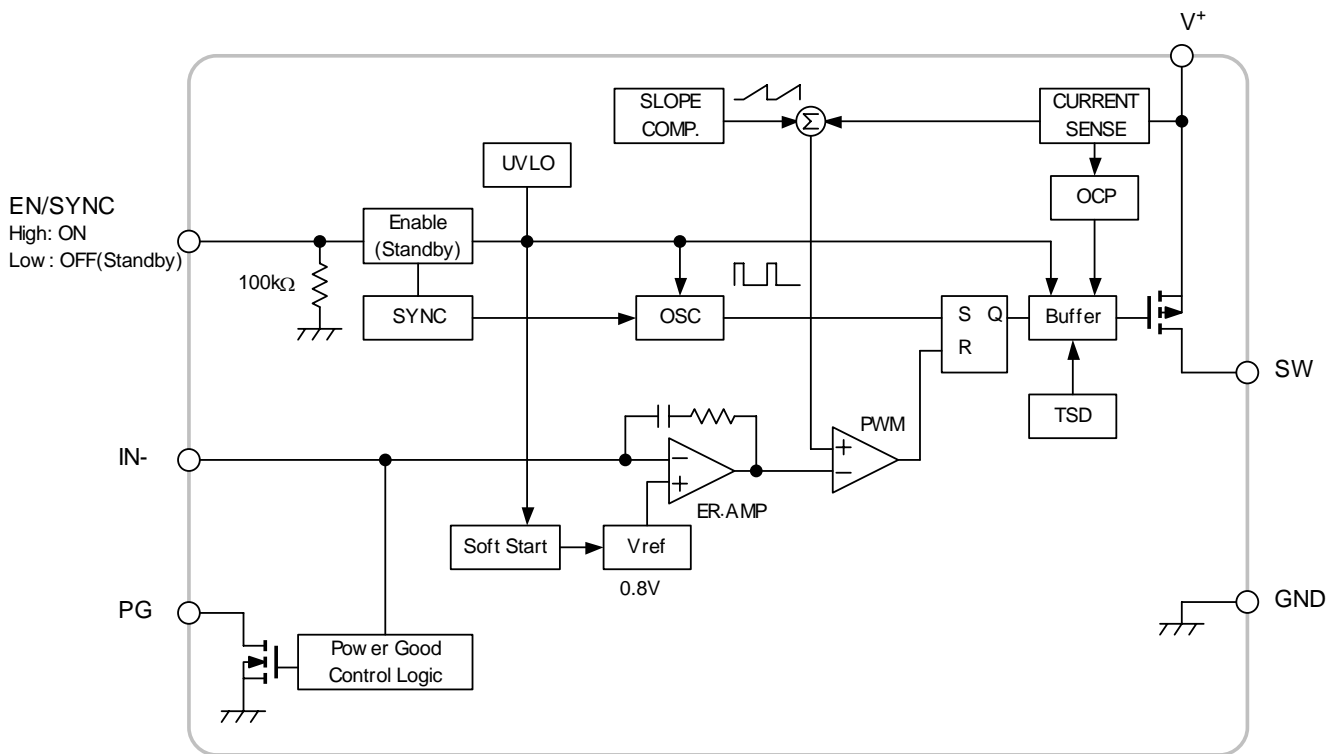 V+
SLOPE
COMP.
Σ
CURRENT
SENSE
UVLO
OCP
EN/SYNC
High: ON
Low : OFF(Standby)
Enable
(Standby)
100kΩ
SYNC
OSC
S Q
R
Buffer
SW
TSD
PWM
+
−
IN-
−
+
ER.AMP
Soft Start
Vref
0.8V
PG
GND
Power Good
Control Logic